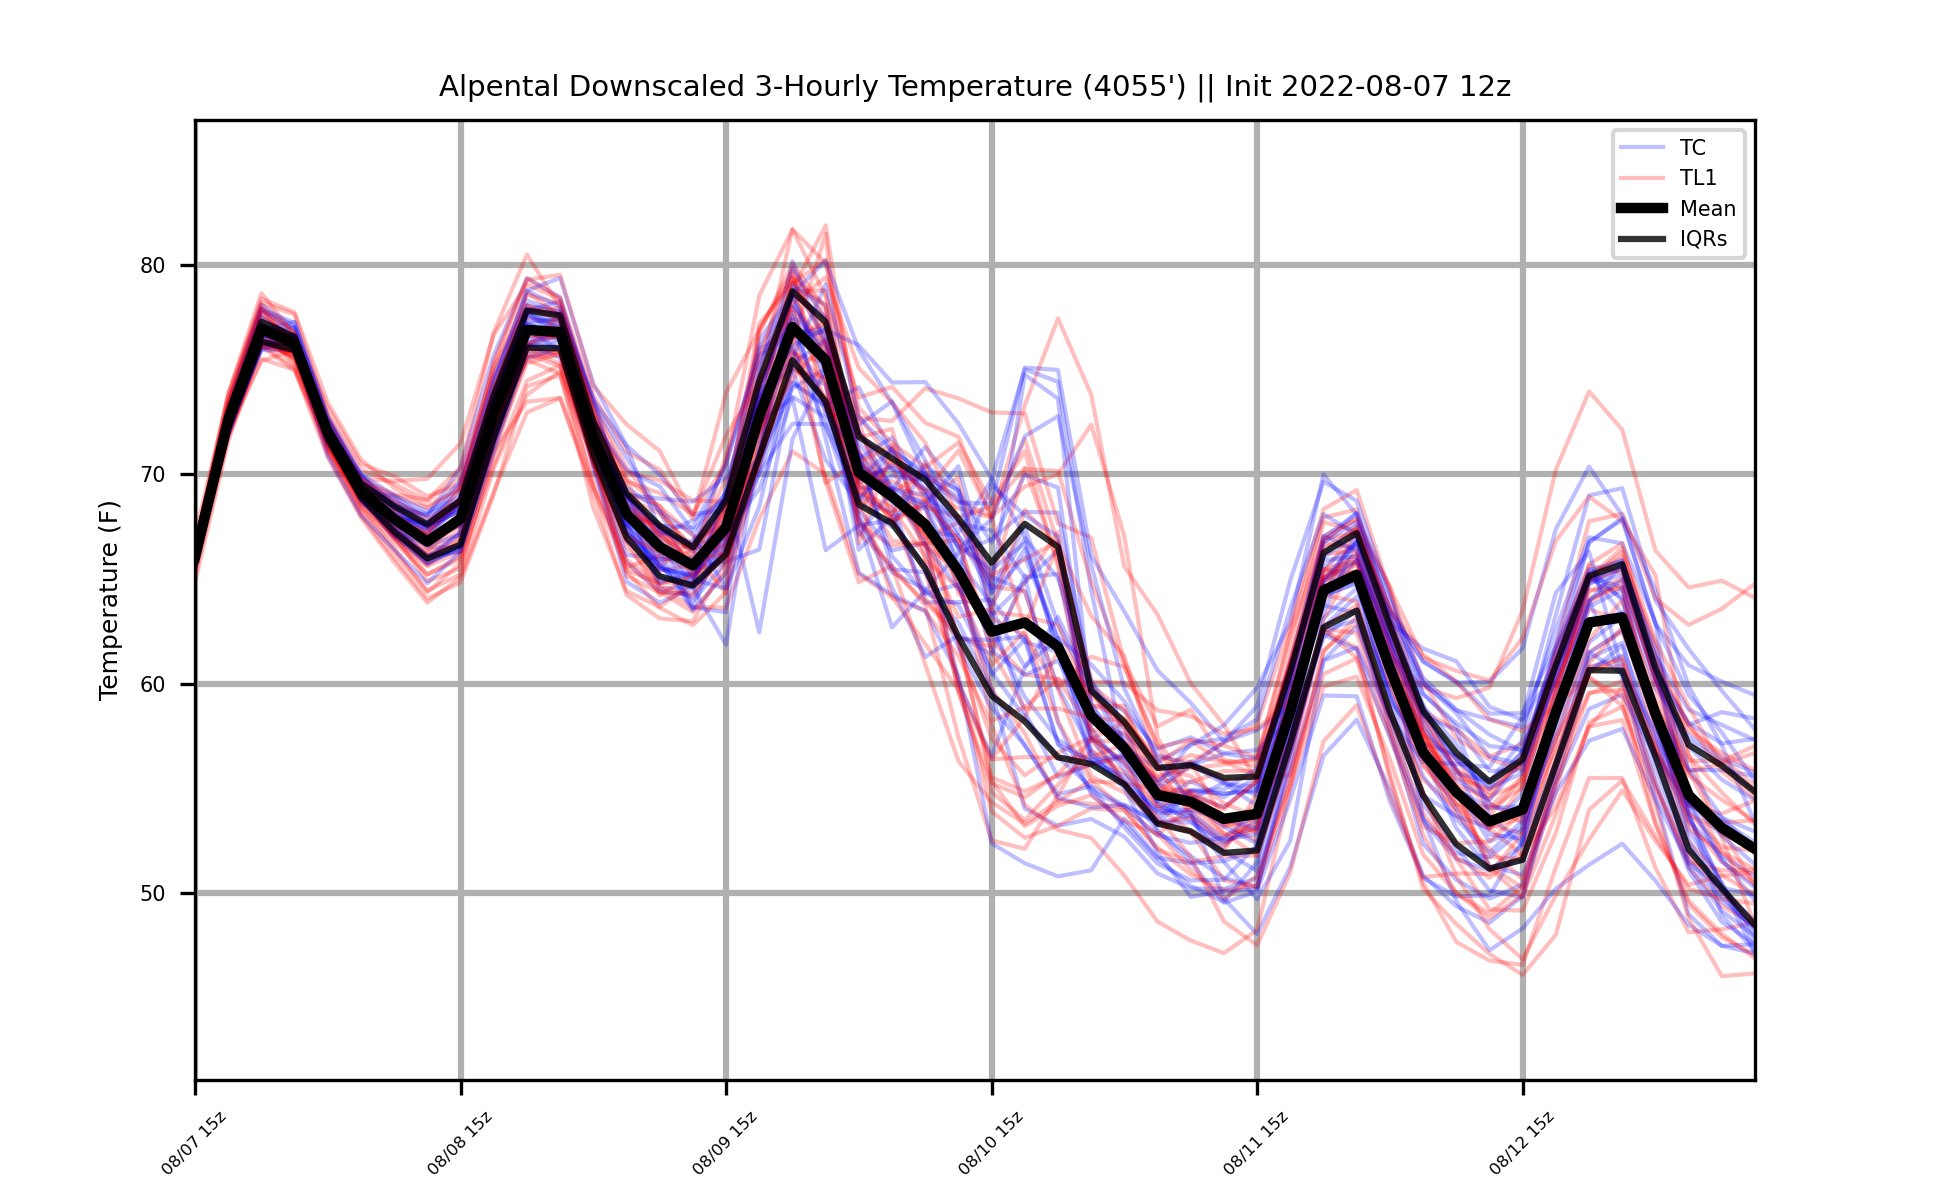 Alpental Downscaled 3-Hourly Temperature (4055') || Init 2022-08-07 12z
TC
TL1
Mean
IQRs
80
70
60
50
Temperature (F)
08/07 15z
08/08 15z
08/09 15z
08/10 15z
08/11 15z
08/12 15z